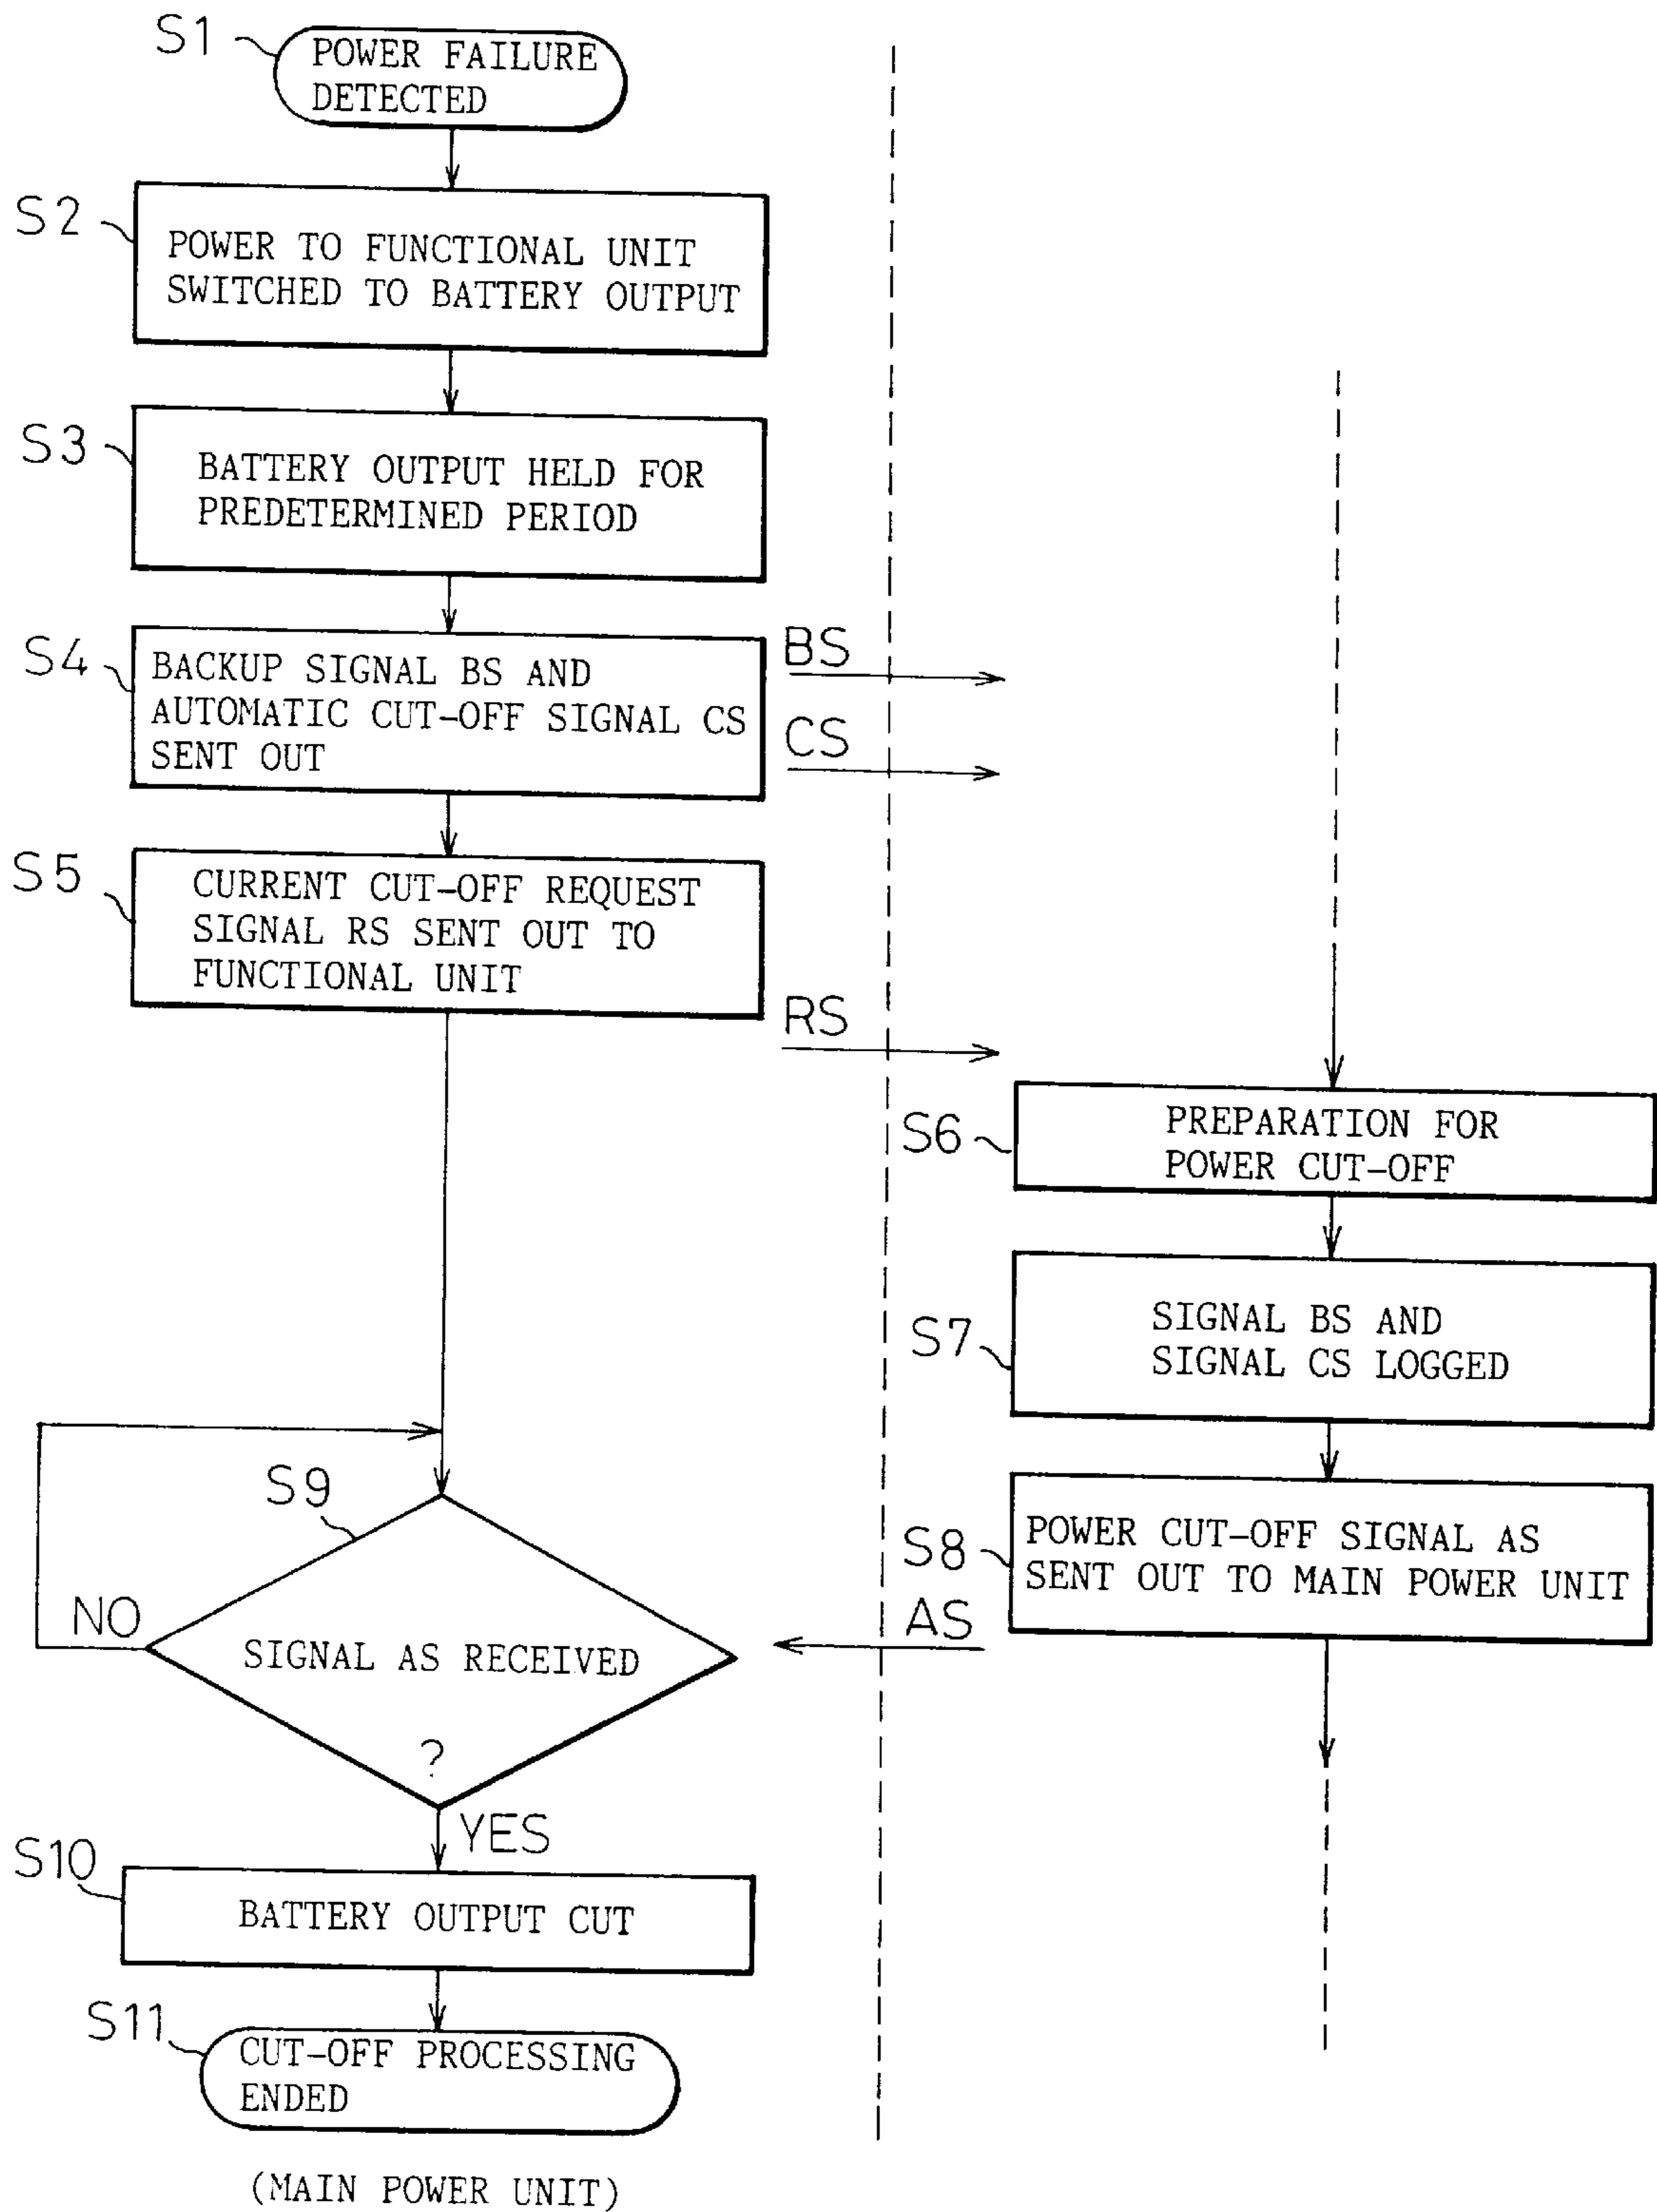 S1
POWER FAILURE
DETECTED
S2
POWER TO FUNCTIONAL UNIT
SWITCHED TO BATTERY OUTPUT
S3
BATTERY OUTPUT HELD FOR
PREDETERMINED PERIOD
S4
BACKUP SIGNAL BS AND
AUTOMATIC CUT-OFF SIGNAL CS
SENT OUT
BS
CS
S5
CURRENT CUT-OFF REQUEST
SIGNAL RS SENT OUT TO
FUNCTIONAL UNIT
RS
S6
PREPARATION FOR
POWER CUT-OFF
S7
SIGNAL BS AND
SIGNAL CS LOGGED
S8
POWER CUT-OFF SIGNAL AS
SENT OUT TO MAIN POWER UNIT
AS
S9
NO
SIGNAL AS RECEIVED
?
YES
S10
BATTERY OUTPUT CUT
S11
CUT-OFF PROCESSING
ENDED
(MAIN POWER UNIT)